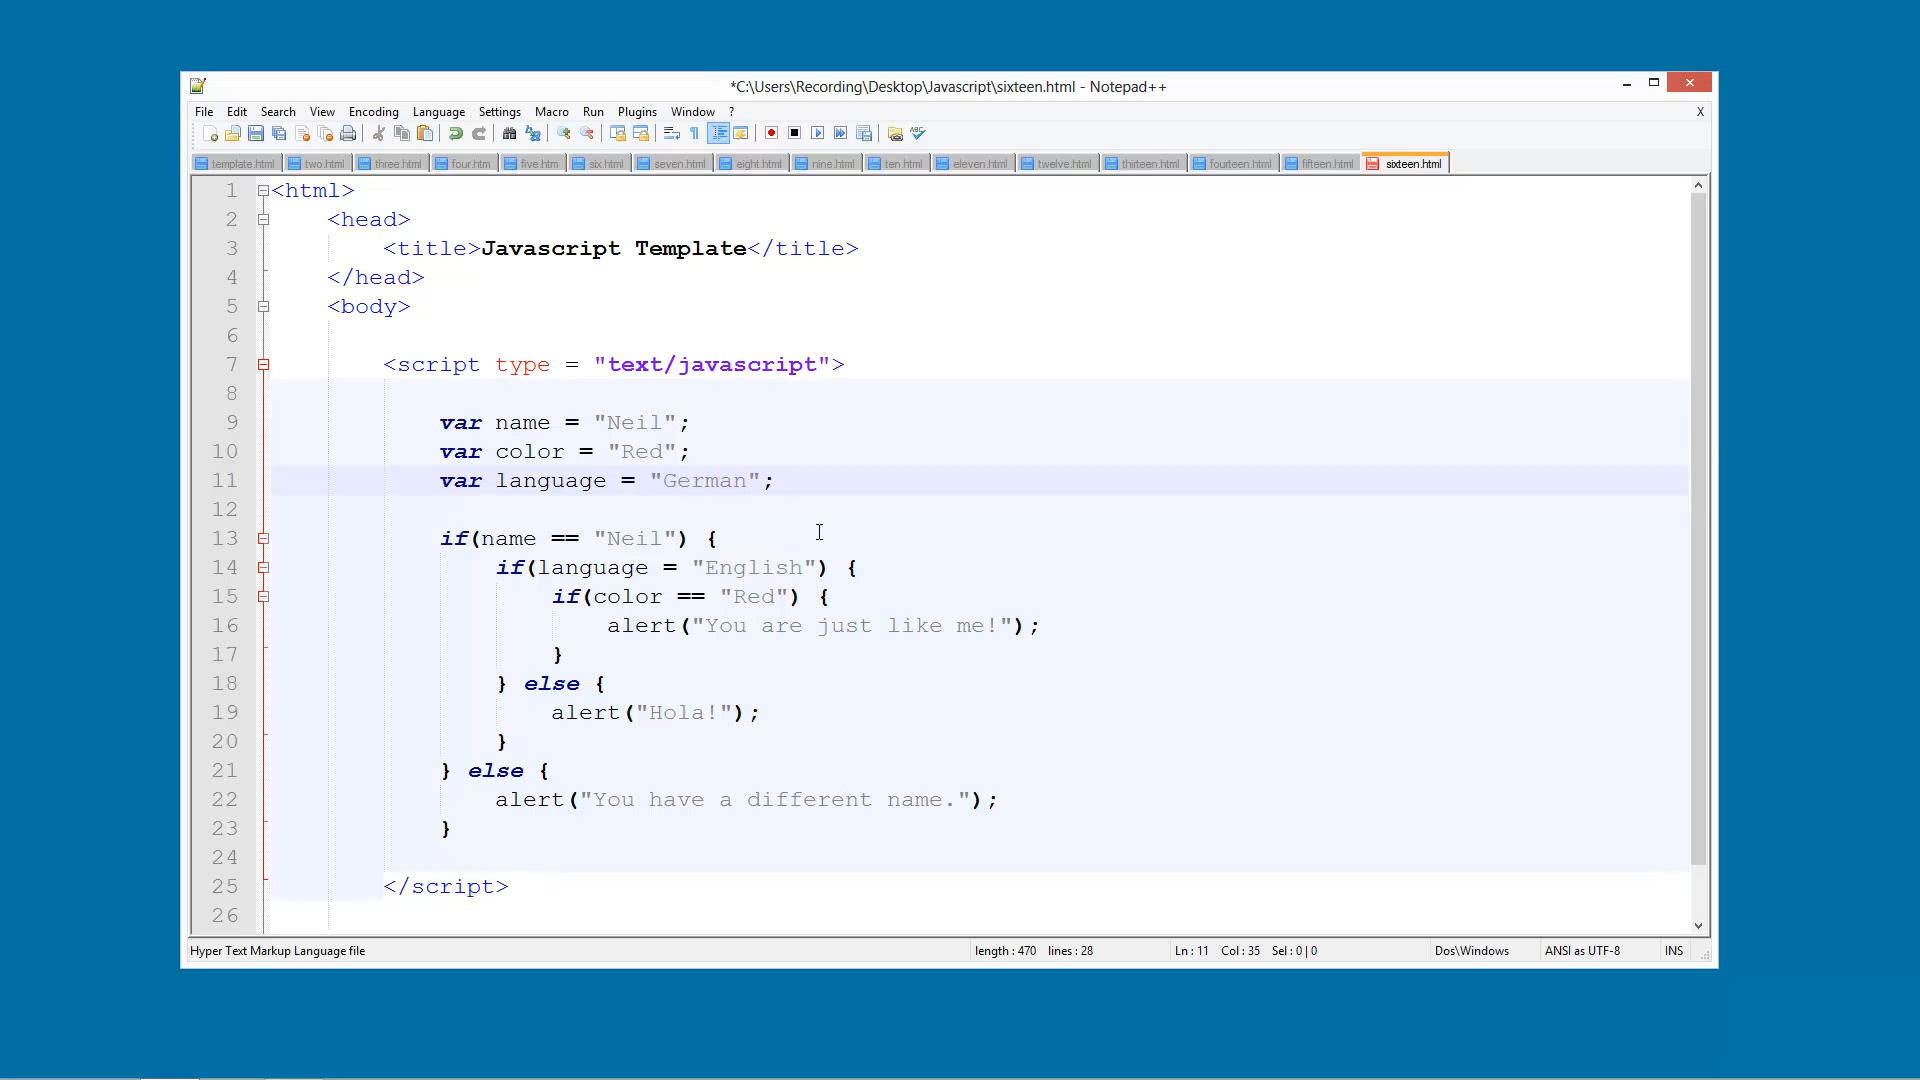 *C:\Users\Recording\Desktop\Javascript\sixteen.html - Notepad++
File Edit Search View Encoding Language Settings Macro Run Plugins Window ? X
template.html two.html three.html four.htm five.htm six.html seven.html eight.html nine.html ten.html eleven.html twelve.html thirteen.html fourteen.html fifteen.html sixteen.html
1 <html>
2 <head>
3 <title>Javascript Template</title>
4 </head>
5 <body>
6
7 <script type = "text/javascript">
8
9 var name = "Neil";
10 var color = "Red";
11 var language = "German";
12
13 if(name == "Neil") {
14 if(language = "English") {
15 if(color == "Red") {
16 alert("You are just like me!");
17 }
18 } else {
19 alert("Hola!");
20 }
21 } else {
22 alert("You have a different name.");
23 }
24
25 </script>
26
Hyper Text Markup Language file length : 470 lines : 28 Ln : 11 Col : 35 Sel : 0 | 0 Dos\Windows ANSI as UTF-8 INS